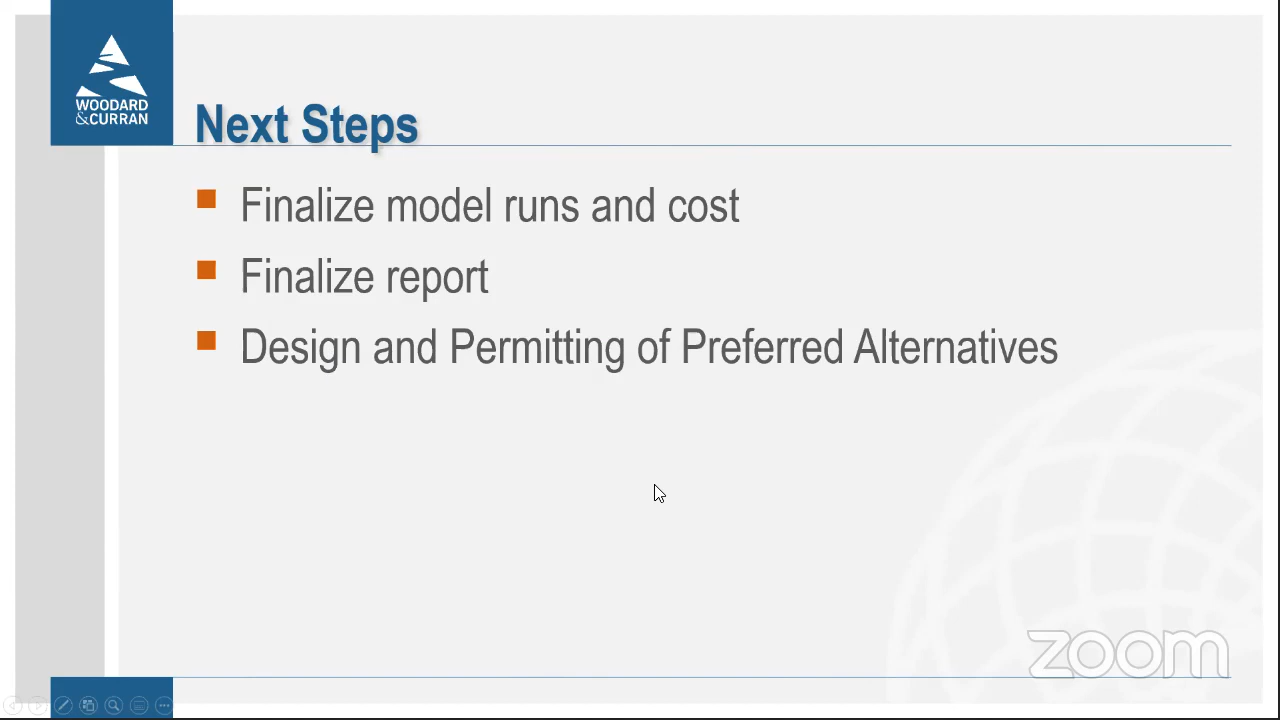 WOODARD
&CURRAN
Next Steps
Finalize model runs and cost
Finalize report
Design and Permitting of Preferred Alternatives
zoom